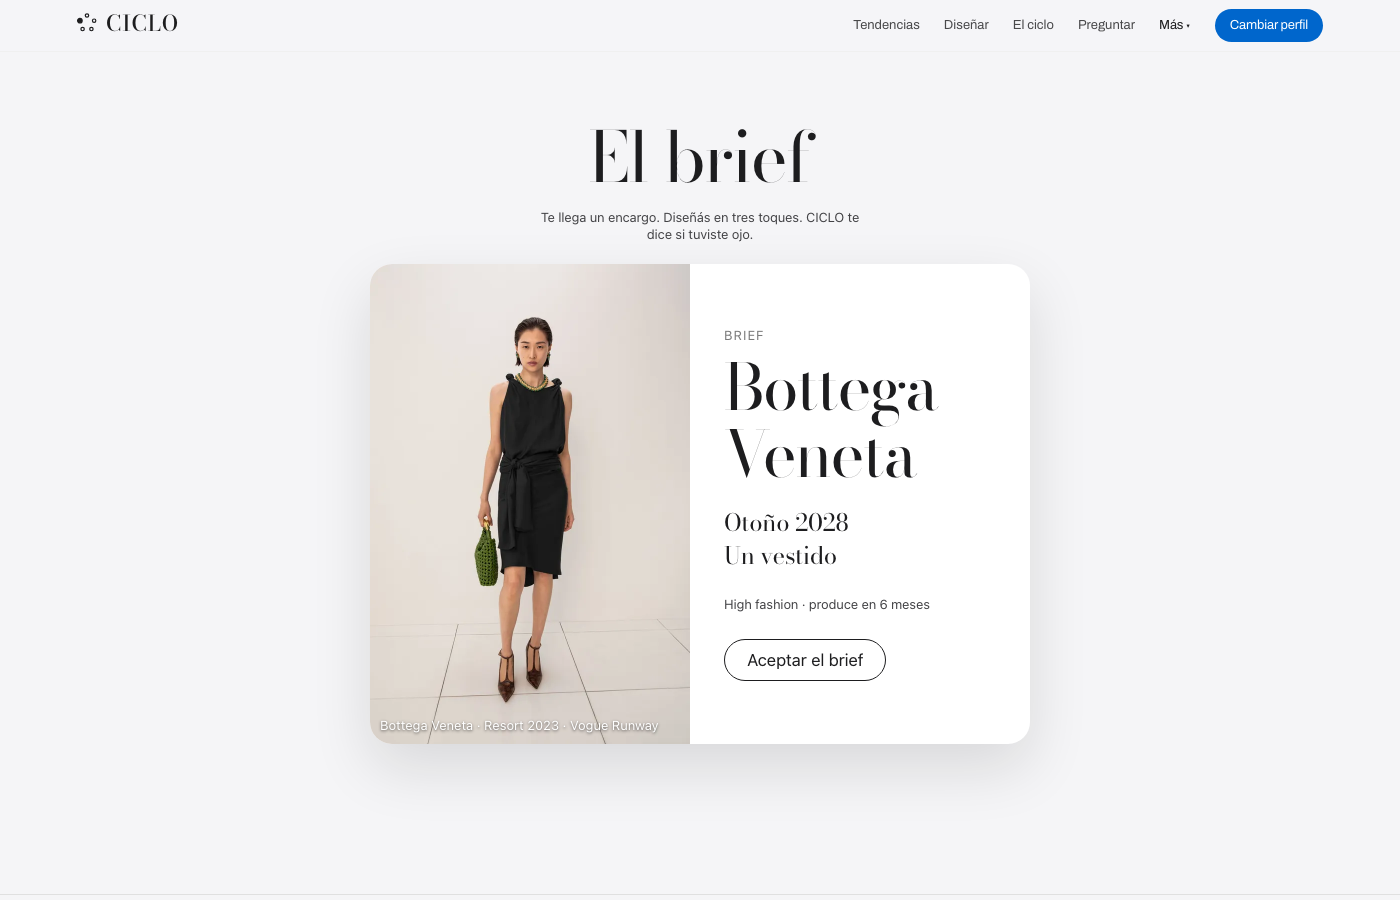 CICLO
Tendencias
Diseñar
El ciclo
Preguntar
Más
Cambiar perfil
El brief
Te llega un encargo. Diseñás en tres toques. CICLO te
dice si tuviste ojo.
BRIEF
Bottega
Veneta
Otoño 2028
Un vestido
High fashion · produce en 6 meses
Aceptar el brief
Bottega Veneta · Resort 2023 · Vogue Runway